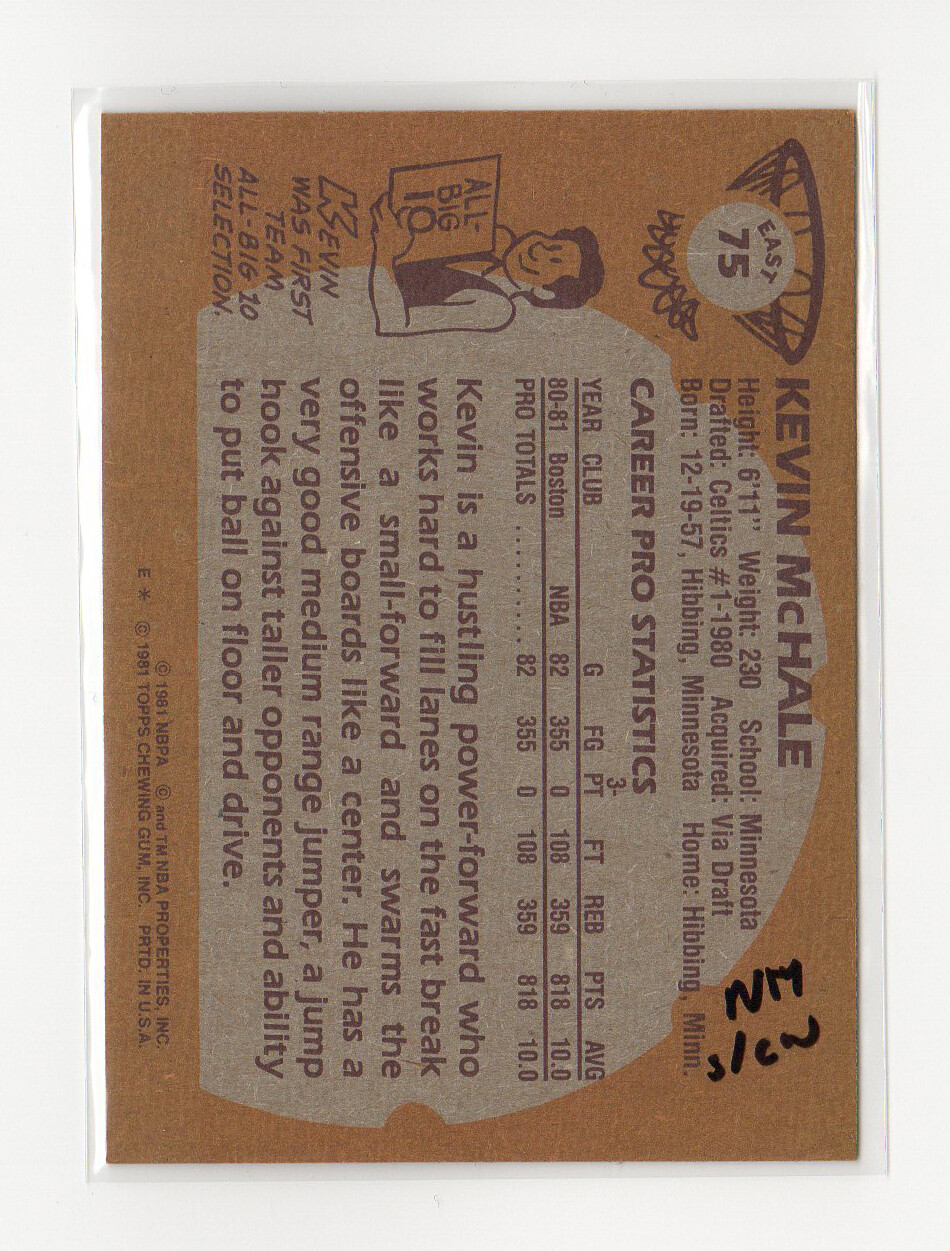 EASY
75
KEVIN McHALE
Height: 6'11" Weight: 230 School: Minnesota
Drafted: Celtics #1-1980 Acquired: Via Draft
Born: 12-19-57, Hibbing, Minnesota Home: Hibbing, Minn.
NM
CAREER PRO STATISTICS
YEAR CLUB G FG 3-PT FT REB PTS AVG
80-81 Boston NBA 82 355 0 108 359 818 10.0
PRO TOTALS .......... 82 355 0 108 359 818 10.0
ALL-
BIG
10
KEVIN
WAS FIRST
TEAM
ALL-BIG 10
SELECTION.
Kevin is a hustling power-forward who
works hard to fill lanes on the fast break
like a small-forward and swarms the
offensive boards like a center. He has a
very good medium range jumper, a jump
hook against taller opponents and ability
to put ball on floor and drive.
© 1981 NBPA © and TM NBA PROPERTIES, INC.
E * © 1981 TOPPS CHEWING GUM, INC. PRTD. IN U.S.A.